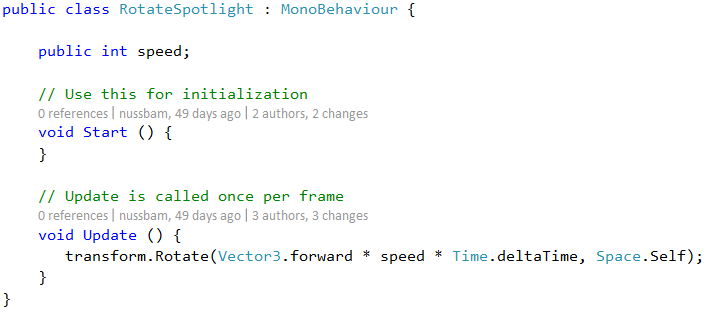 public class RotateSpotlight : MonoBehaviour {
public int speed;
// Use this for initialization
0 references | nussbam, 49 days ago | 2 authors, 2 changes
void Start () {
}
// Update is called once per frame
0 references | nussbam, 49 days ago | 3 authors, 3 changes
void Update () {
transform.Rotate(Vector3.forward * speed * Time.deltaTime, Space.Self);
}
}